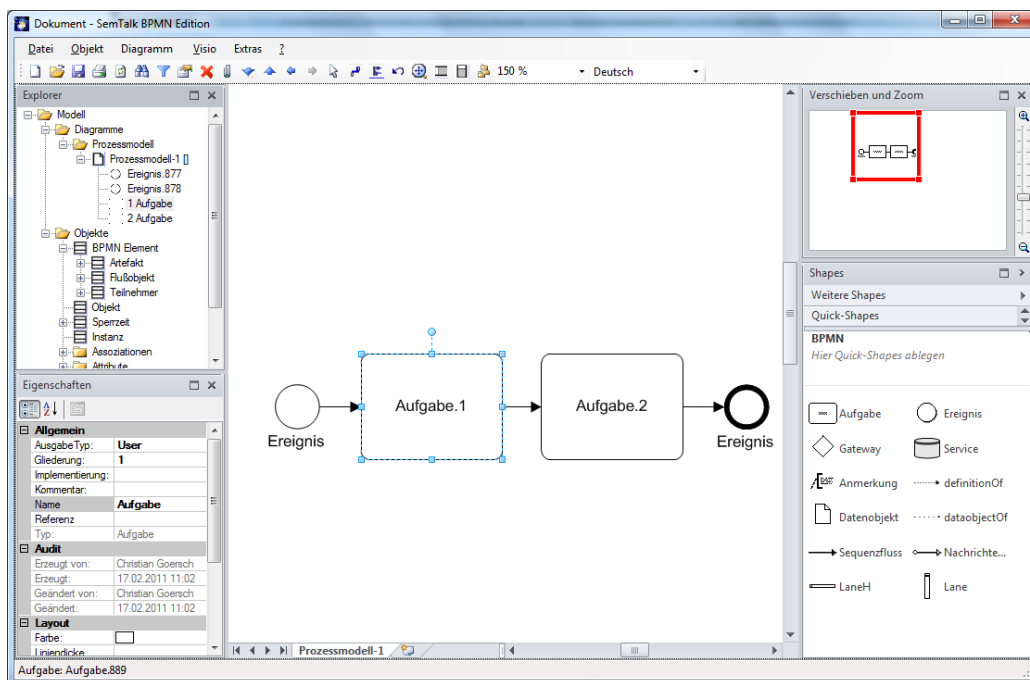 Dokument - SemTalk BPMN Edition
Datei Objekt Diagramm Visio Extras ?
150 % Deutsch
Explorer
Modell
Diagramme
Prozessmodell
Prozessmodell-1 []
Ereignis.877
Ereignis.878
1 Aufgabe
2 Aufgabe
Objekte
BPMN Element
Artefakt
Flußobjekt
Teilnehmer
Objekt
Sperrzeit
Instanz
Assoziationen
Attribute
Eigenschaften
Allgemein
AusgabeTyp: User
Gliederung: 1
Implementierung:
Kommentar:
Name Aufgabe
Referenz
Typ: Aufgabe
Audit
Erzeugt von: Christian Goersch
Erzeugt: 17.02.2011 11:02
Geändert von: Christian Goersch
Geändert: 17.02.2011 11:02
Layout
Farbe:
Liniendicke
Aufgabe.1 Aufgabe.2
Ereignis Ereignis
Prozessmodell-1
Verschieben und Zoom
Shapes
Weitere Shapes
Quick-Shapes
BPMN
Hier Quick-Shapes ablegen
Aufgabe Ereignis
Gateway Service
Anmerkung definitionOf
Datenobjekt dataobjectOf
Sequenzfluss Nachrichte...
LaneH Lane
Aufgabe: Aufgabe.889